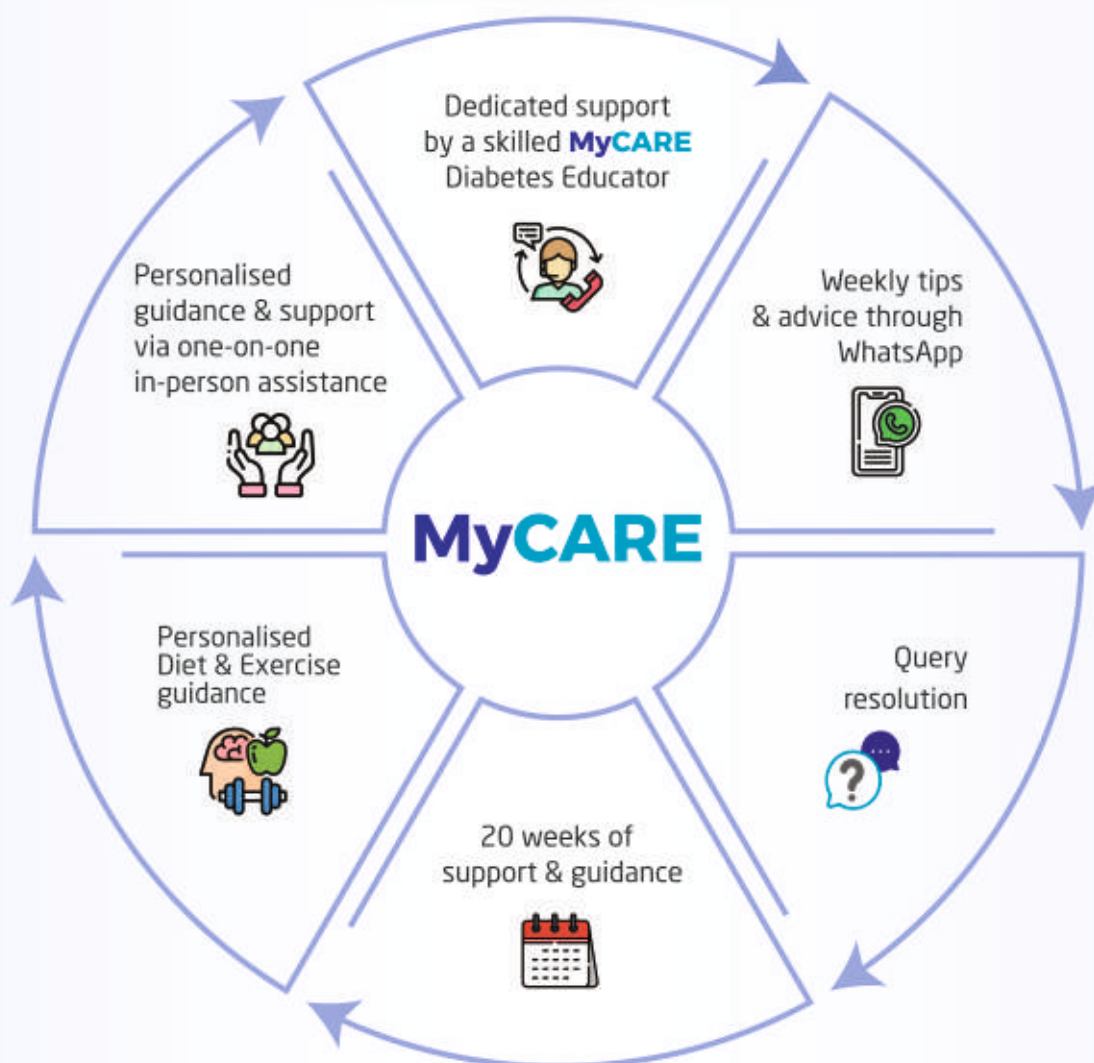 Dedicated support
by a skilled MyCARE
Diabetes Educator
Weekly tips
& advice through
WhatsApp
Query
resolution
20 weeks of
support & guidance
Personalised
Diet & Exercise
guidance
Personalised
guidance & support
via one-on-one
in-person assistance
MyCARE